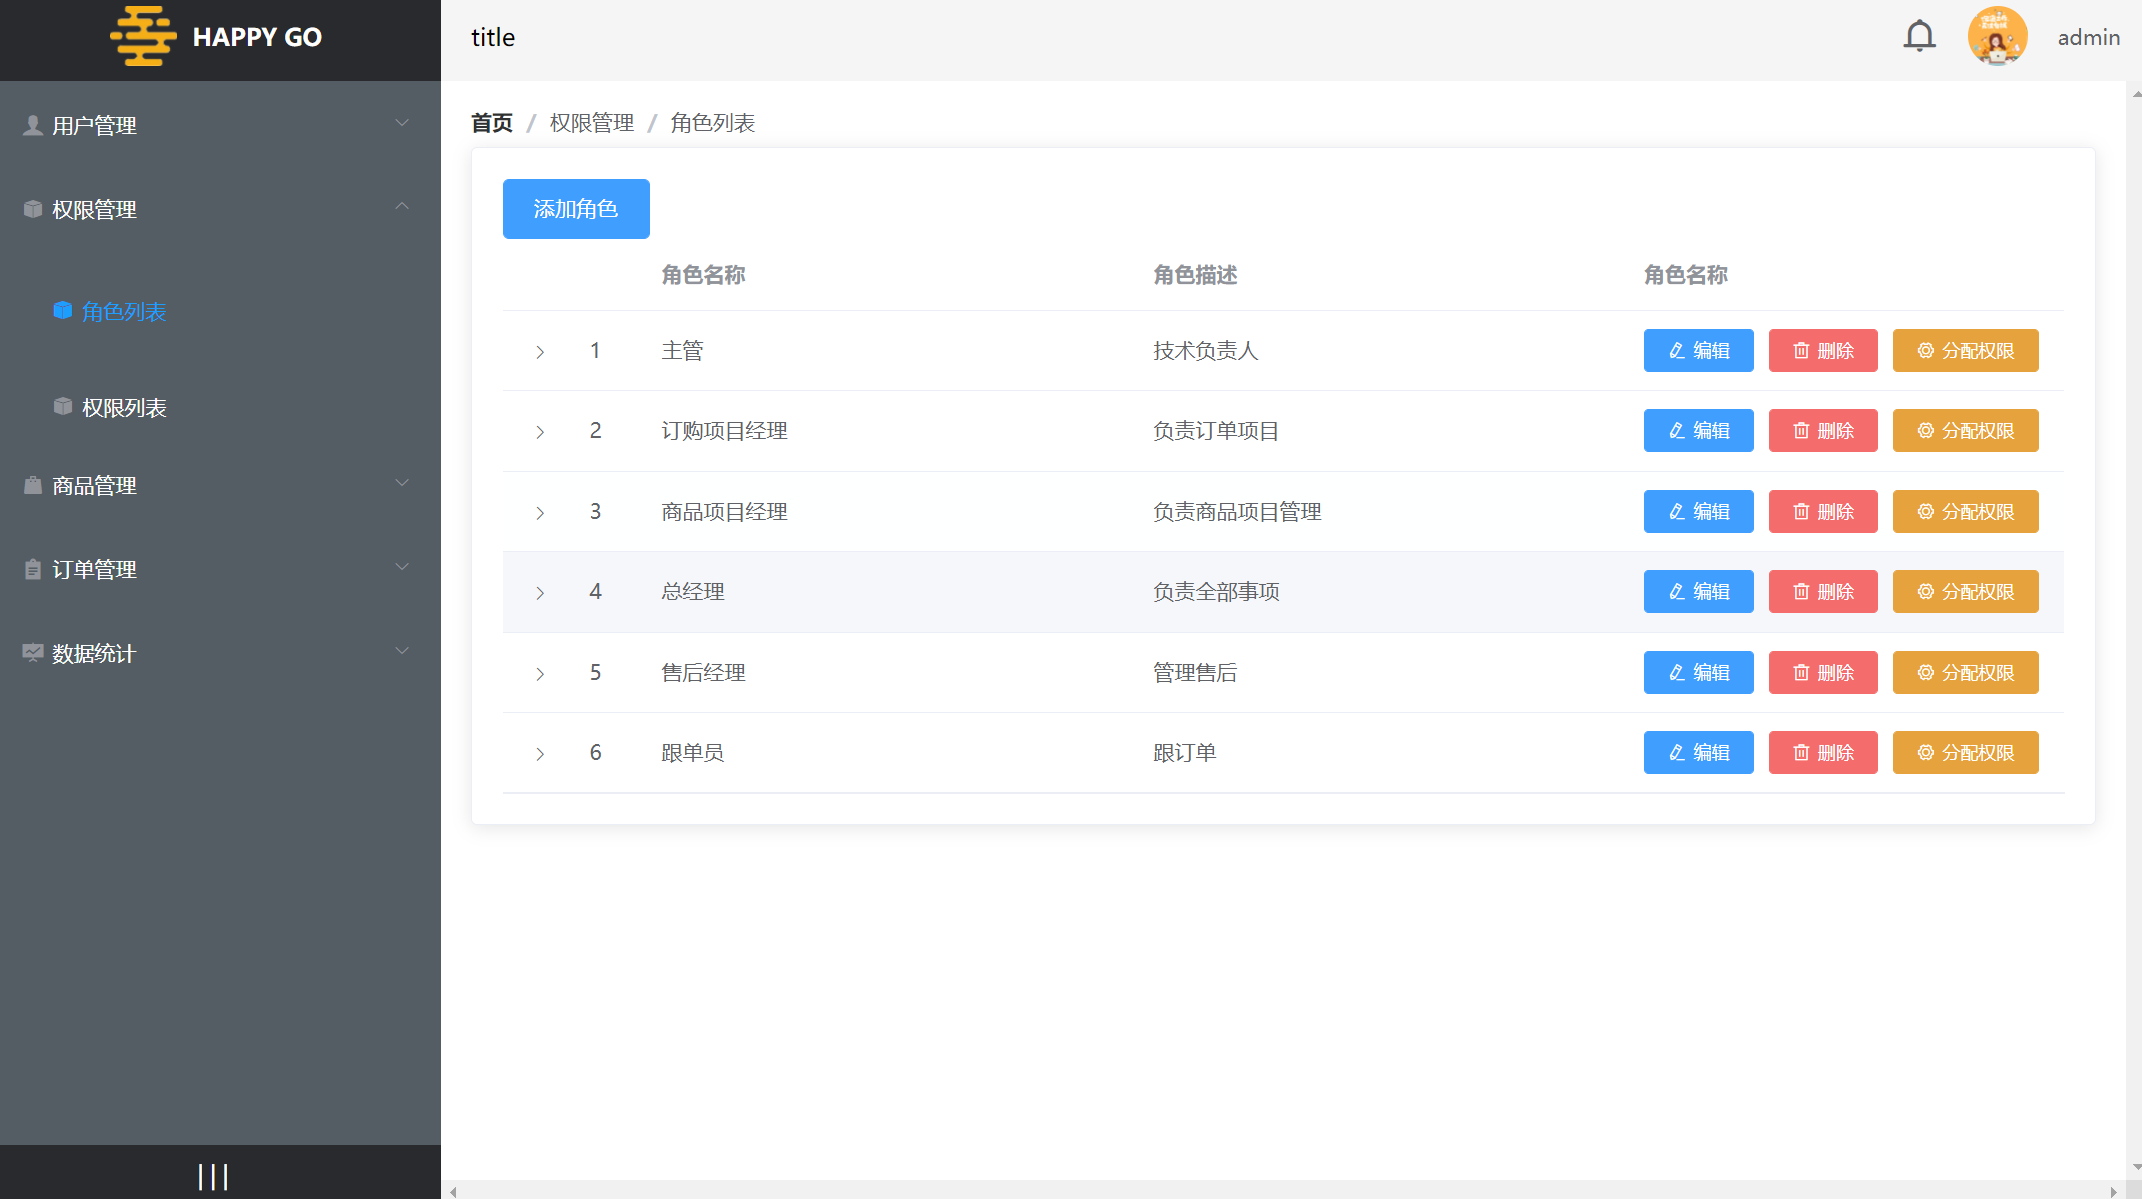 HAPPY GO
title
admin
用户管理
权限管理
角色列表
权限列表
商品管理
订单管理
数据统计
首页 / 权限管理 / 角色列表
添加角色
角色名称 角色描述 角色名称
1 主管 技术负责人 编辑 删除 分配权限
2 订购项目经理 负责订单项目 编辑 删除 分配权限
3 商品项目经理 负责商品项目管理 编辑 删除 分配权限
4 总经理 负责全部事项 编辑 删除 分配权限
5 售后经理 管理售后 编辑 删除 分配权限
6 跟单员 跟订单 编辑 删除 分配权限
|||